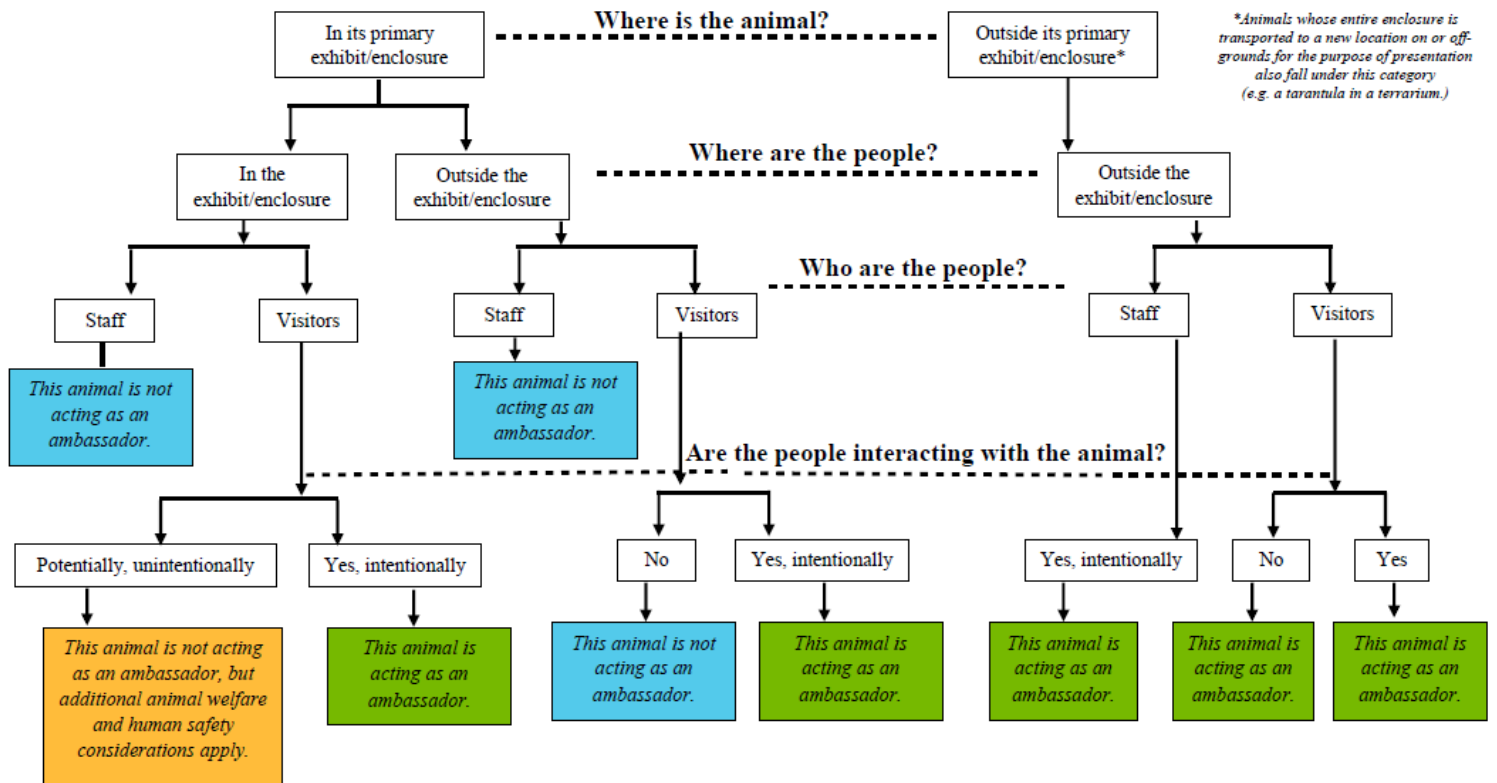 Where is the animal?
In its primary
exhibit/enclosure
Outside its primary
exhibit/enclosure*
*Animals whose entire enclosure is
transported to a new location on or off-
grounds for the purpose of presentation
also fall under this category
(e.g. a tarantula in a terrarium.)
Where are the people?
In the
exhibit/enclosure
Outside the
exhibit/enclosure
Outside the
exhibit/enclosure
Who are the people?
Staff
Visitors
Staff
Visitors
Staff
Visitors
This animal is not
acting as an
ambassador.
This animal is not
acting as an
ambassador.
Are the people interacting with the animal?
Potentially, unintentionally
Yes, intentionally
No
Yes, intentionally
Yes, intentionally
No
Yes
This animal is not acting
as an ambassador, but
additional animal welfare
and human safety
considerations apply.
This animal is
acting as an
ambassador.
This animal is not
acting as an
ambassador.
This animal is
acting as an
ambassador.
This animal is
acting as an
ambassador.
This animal is
acting as an
ambassador.
This animal is
acting as an
ambassador.